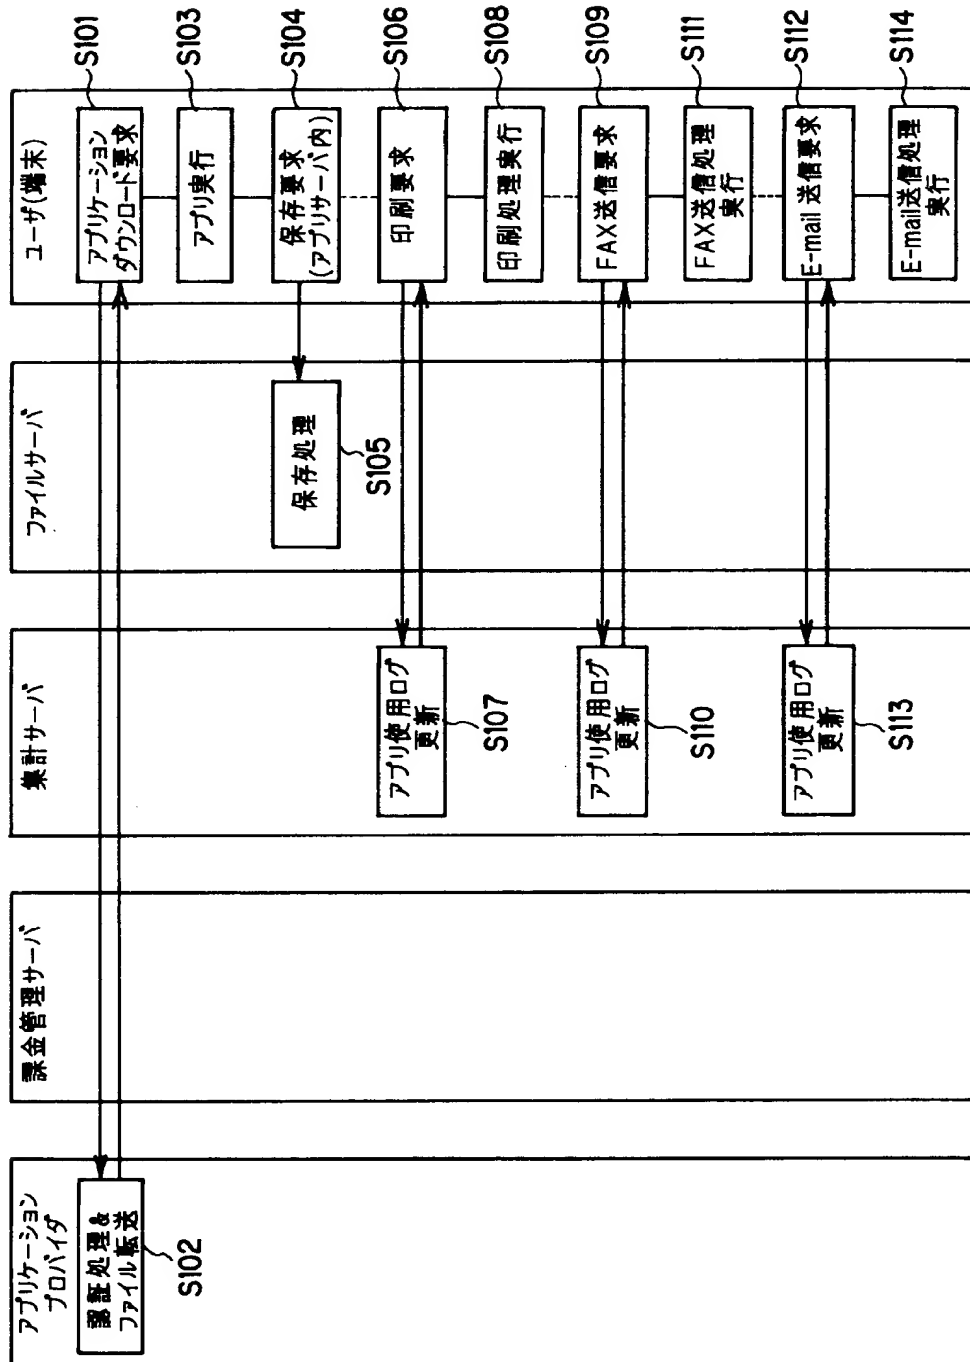 アプリケーション
プロバイダ
認証処理&
ファイル転送
S102
課金管理サーバ
集計サーバ
アプリ使用ログ
更新
S107
アプリ使用ログ
更新
S110
アプリ使用ログ
更新
S113
ファイルサーバ
保存処理
S105
ユーザ(端末)
アプリケーション
ダウンロード要求
S101
アプリ実行
S103
保存要求
(アプリサーバ内)
S104
印刷要求
S106
印刷処理実行
S108
FAX送信要求
S109
FAX送信処理
実行
S111
E-mail送信要求
S112
E-mail送信処理
実行
S114